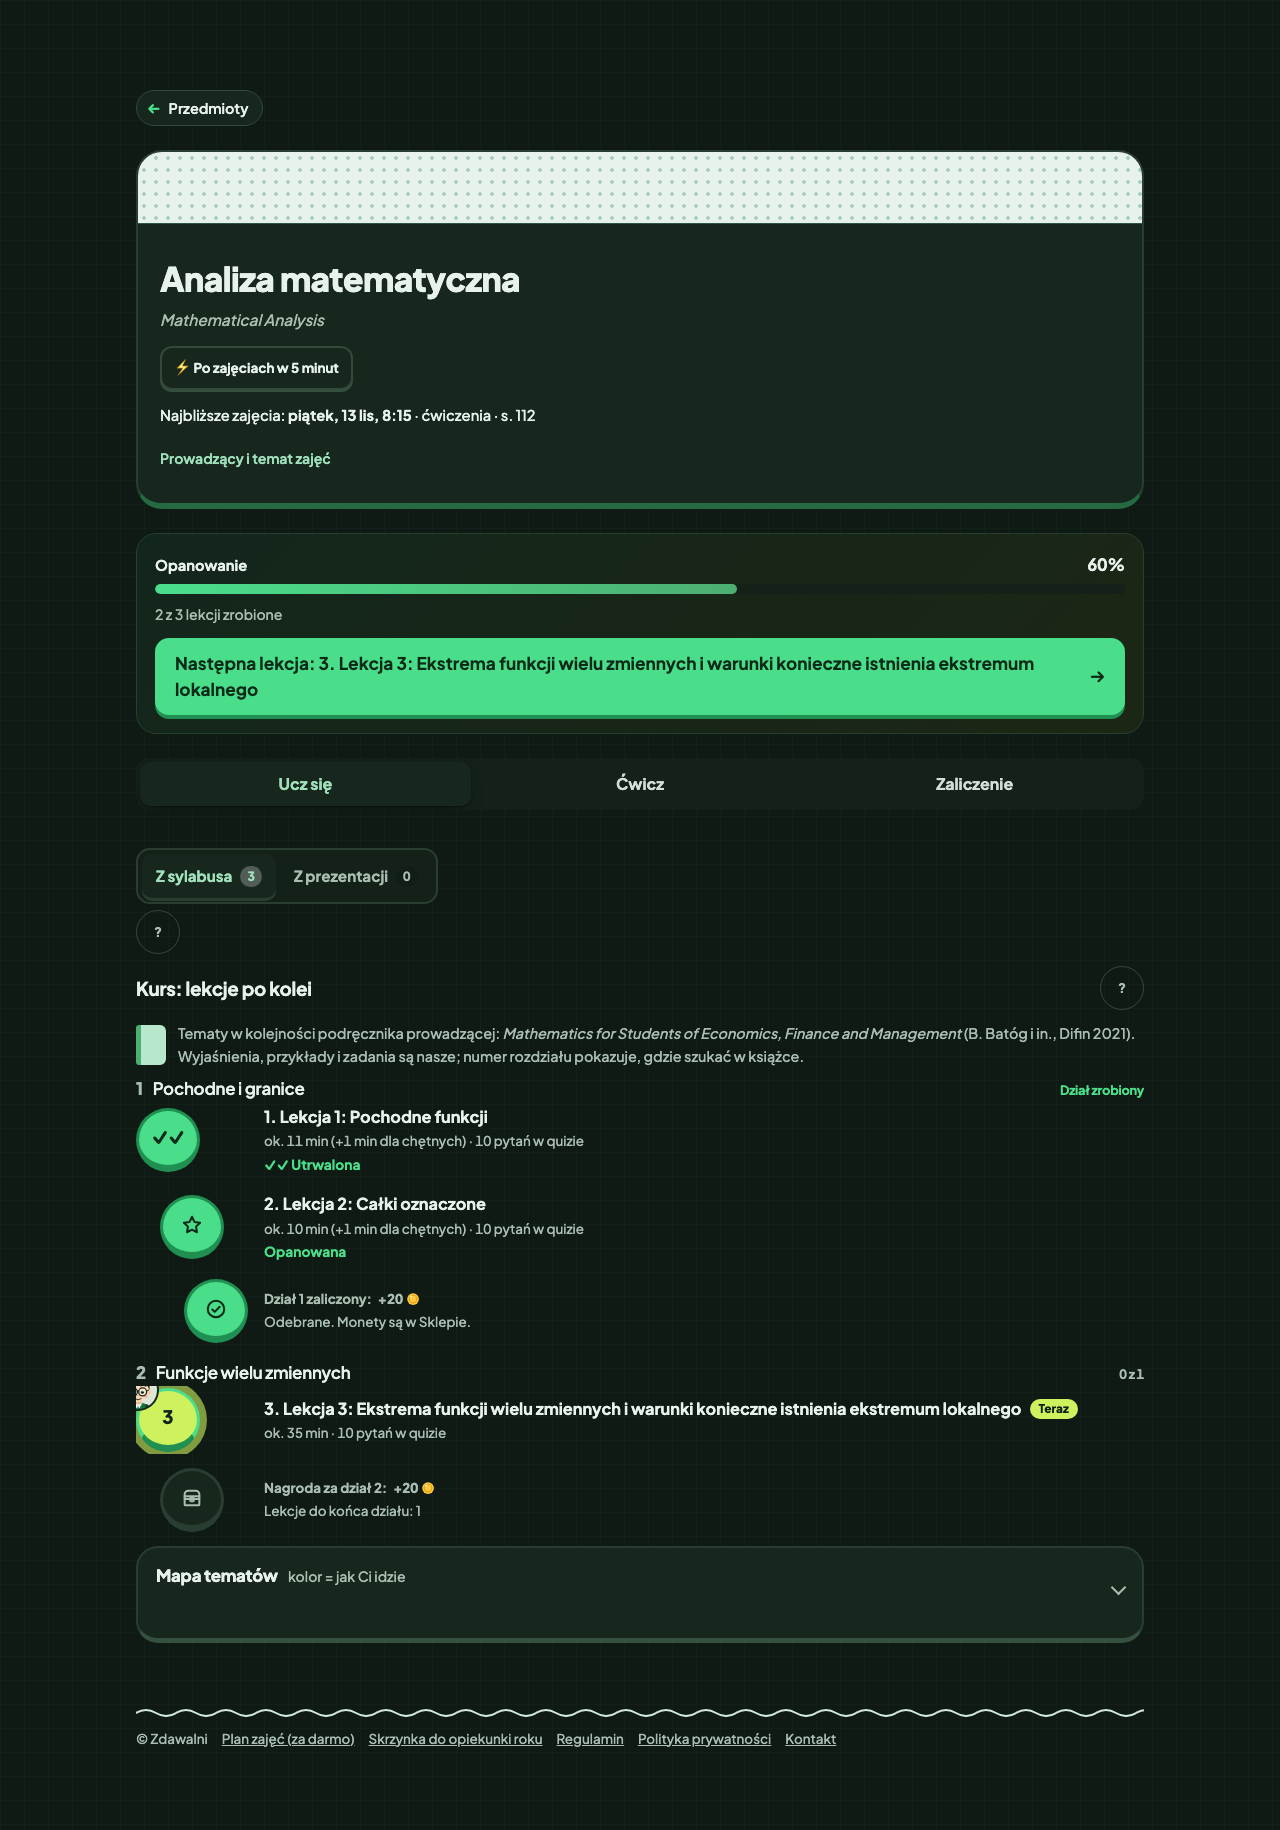 ← Przedmioty
Analiza matematyczna
Mathematical Analysis
⚡ Po zajęciach w 5 minut
Najbliższe zajęcia: piątek, 13 lis, 8:15 · ćwiczenia · s. 112
Prowadzący i temat zajęć
Opanowanie 60%
2 z 3 lekcji zrobione
Następna lekcja: 3. Lekcja 3: Ekstrema funkcji wielu zmiennych i warunki konieczne istnienia ekstremum
lokalnego →
Ucz się Ćwicz Zaliczenie
Z sylabusa 3 Z prezentacji 0
?
Kurs: lekcje po kolei ?
Tematy w kolejności podręcznika prowadzącej: Mathematics for Students of Economics, Finance and Management (B. Batóg i in., Difin 2021).
Wyjaśnienia, przykłady i zadania są nasze; numer rozdziału pokazuje, gdzie szukać w książce.
1 Pochodne i granice Dział zrobiony
1. Lekcja 1: Pochodne funkcji
ok. 11 min (+1 min dla chętnych) · 10 pytań w quizie
✓✓ Utrwalona
2. Lekcja 2: Całki oznaczone
ok. 10 min (+1 min dla chętnych) · 10 pytań w quizie
Opanowana
Dział 1 zaliczony: +20
Odebrane. Monety są w Sklepie.
2 Funkcje wielu zmiennych 0 z 1
3 3. Lekcja 3: Ekstrema funkcji wielu zmiennych i warunki konieczne istnienia ekstremum lokalnego Teraz
ok. 35 min · 10 pytań w quizie
Nagroda za dział 2: +20
Lekcje do końca działu: 1
Mapa tematów kolor = jak Ci idzie
© Zdawalni Plan zajęć (za darmo) Skrzynka do opiekunki roku Regulamin Polityka prywatności Kontakt